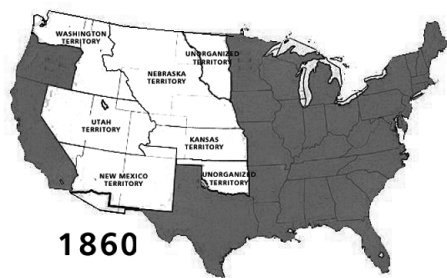 WASHINGTON
TERRITORY
UNORGANIZED
TERRITORY
NEBRASKA
TERRITORY
UTAH
TERRITORY
KANSAS
TERRITORY
NEW MEXICO
TERRITORY
UNORGANIZED
TERRITORY
1860